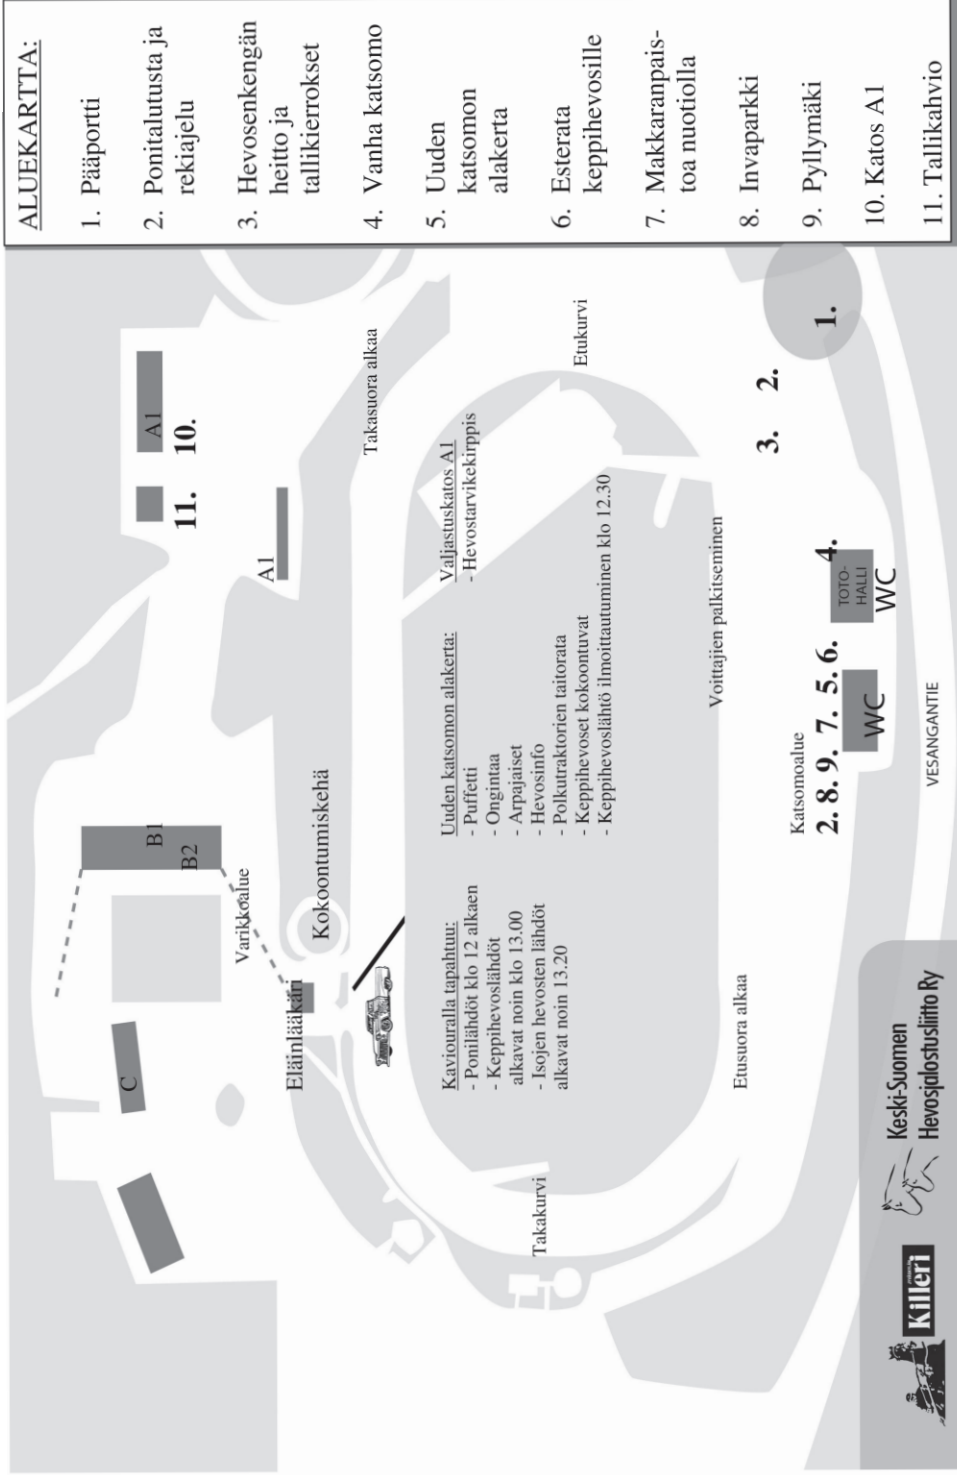 ALUEKARTTA:
1. Pääportti
2. Ponitalutusta ja
rekiajelu
3. Hevosenkengän
heitto ja
tallikierrokset
4. Vanha katsomo
5. Uuden
katsomon
alakerta
6. Esterata
keppihevosille
7. Makkaranpais-
toa nuotiolla
8. Invaparkki
9. Pyllymäki
10. Katos A1
11. Tallikahvio
A1
11. 10.
A1
B1
B2
C
Varikkoalue
Eläinlääkäri
Kokoontumiskehä
Takasuora alkaa
Kaviouralla tapahtuu:
- Ponilähdöt klo 12 alkaen
- Keppihevoslähdöt
alkavat noin klo 13.00
- Isojen hevosten lähdöt
alkavat noin 13.20
Uuden katsomon alakerta:
- Puffetti
- Ongintaa
- Arpajaiset
- Hevosinfo
- Polkutraktorien taitorata
- Keppihevoset kokoontuvat
- Keppihevoslähtö ilmoittautuminen klo 12.30
Valjastuskatos A1
- Hevostarvikekirppis
Takakurvi
Etukurvi
Etusuora alkaa
Voittajien palkitseminen
3. 2.
1.
Katsomoalue
2. 8. 9. 7. 5. 6. 4.
TOTO-
HALLI
WC
WC
VESANGANTIE
Killeri
Keski-Suomen
Hevosjalostusliitto Ry